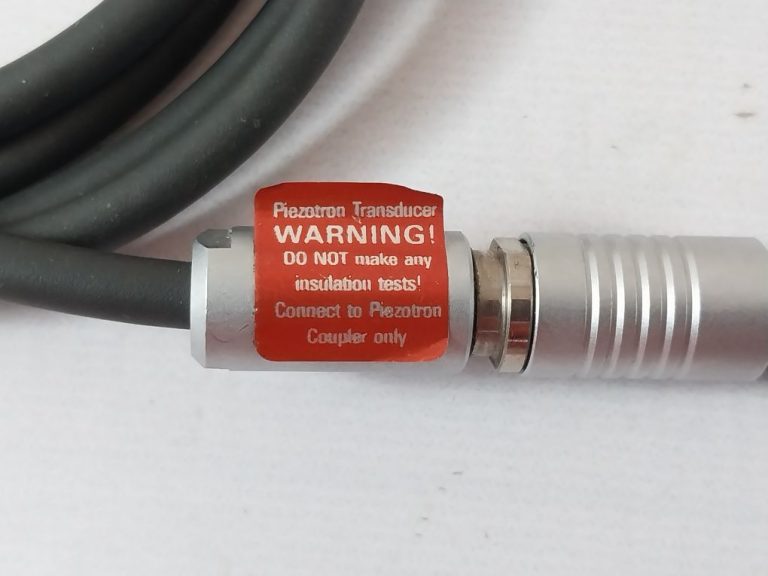 Piezotron Transducer
WARNING!
DO NOT make any
insulation tests!
Connect to Piezotron
Coupler only